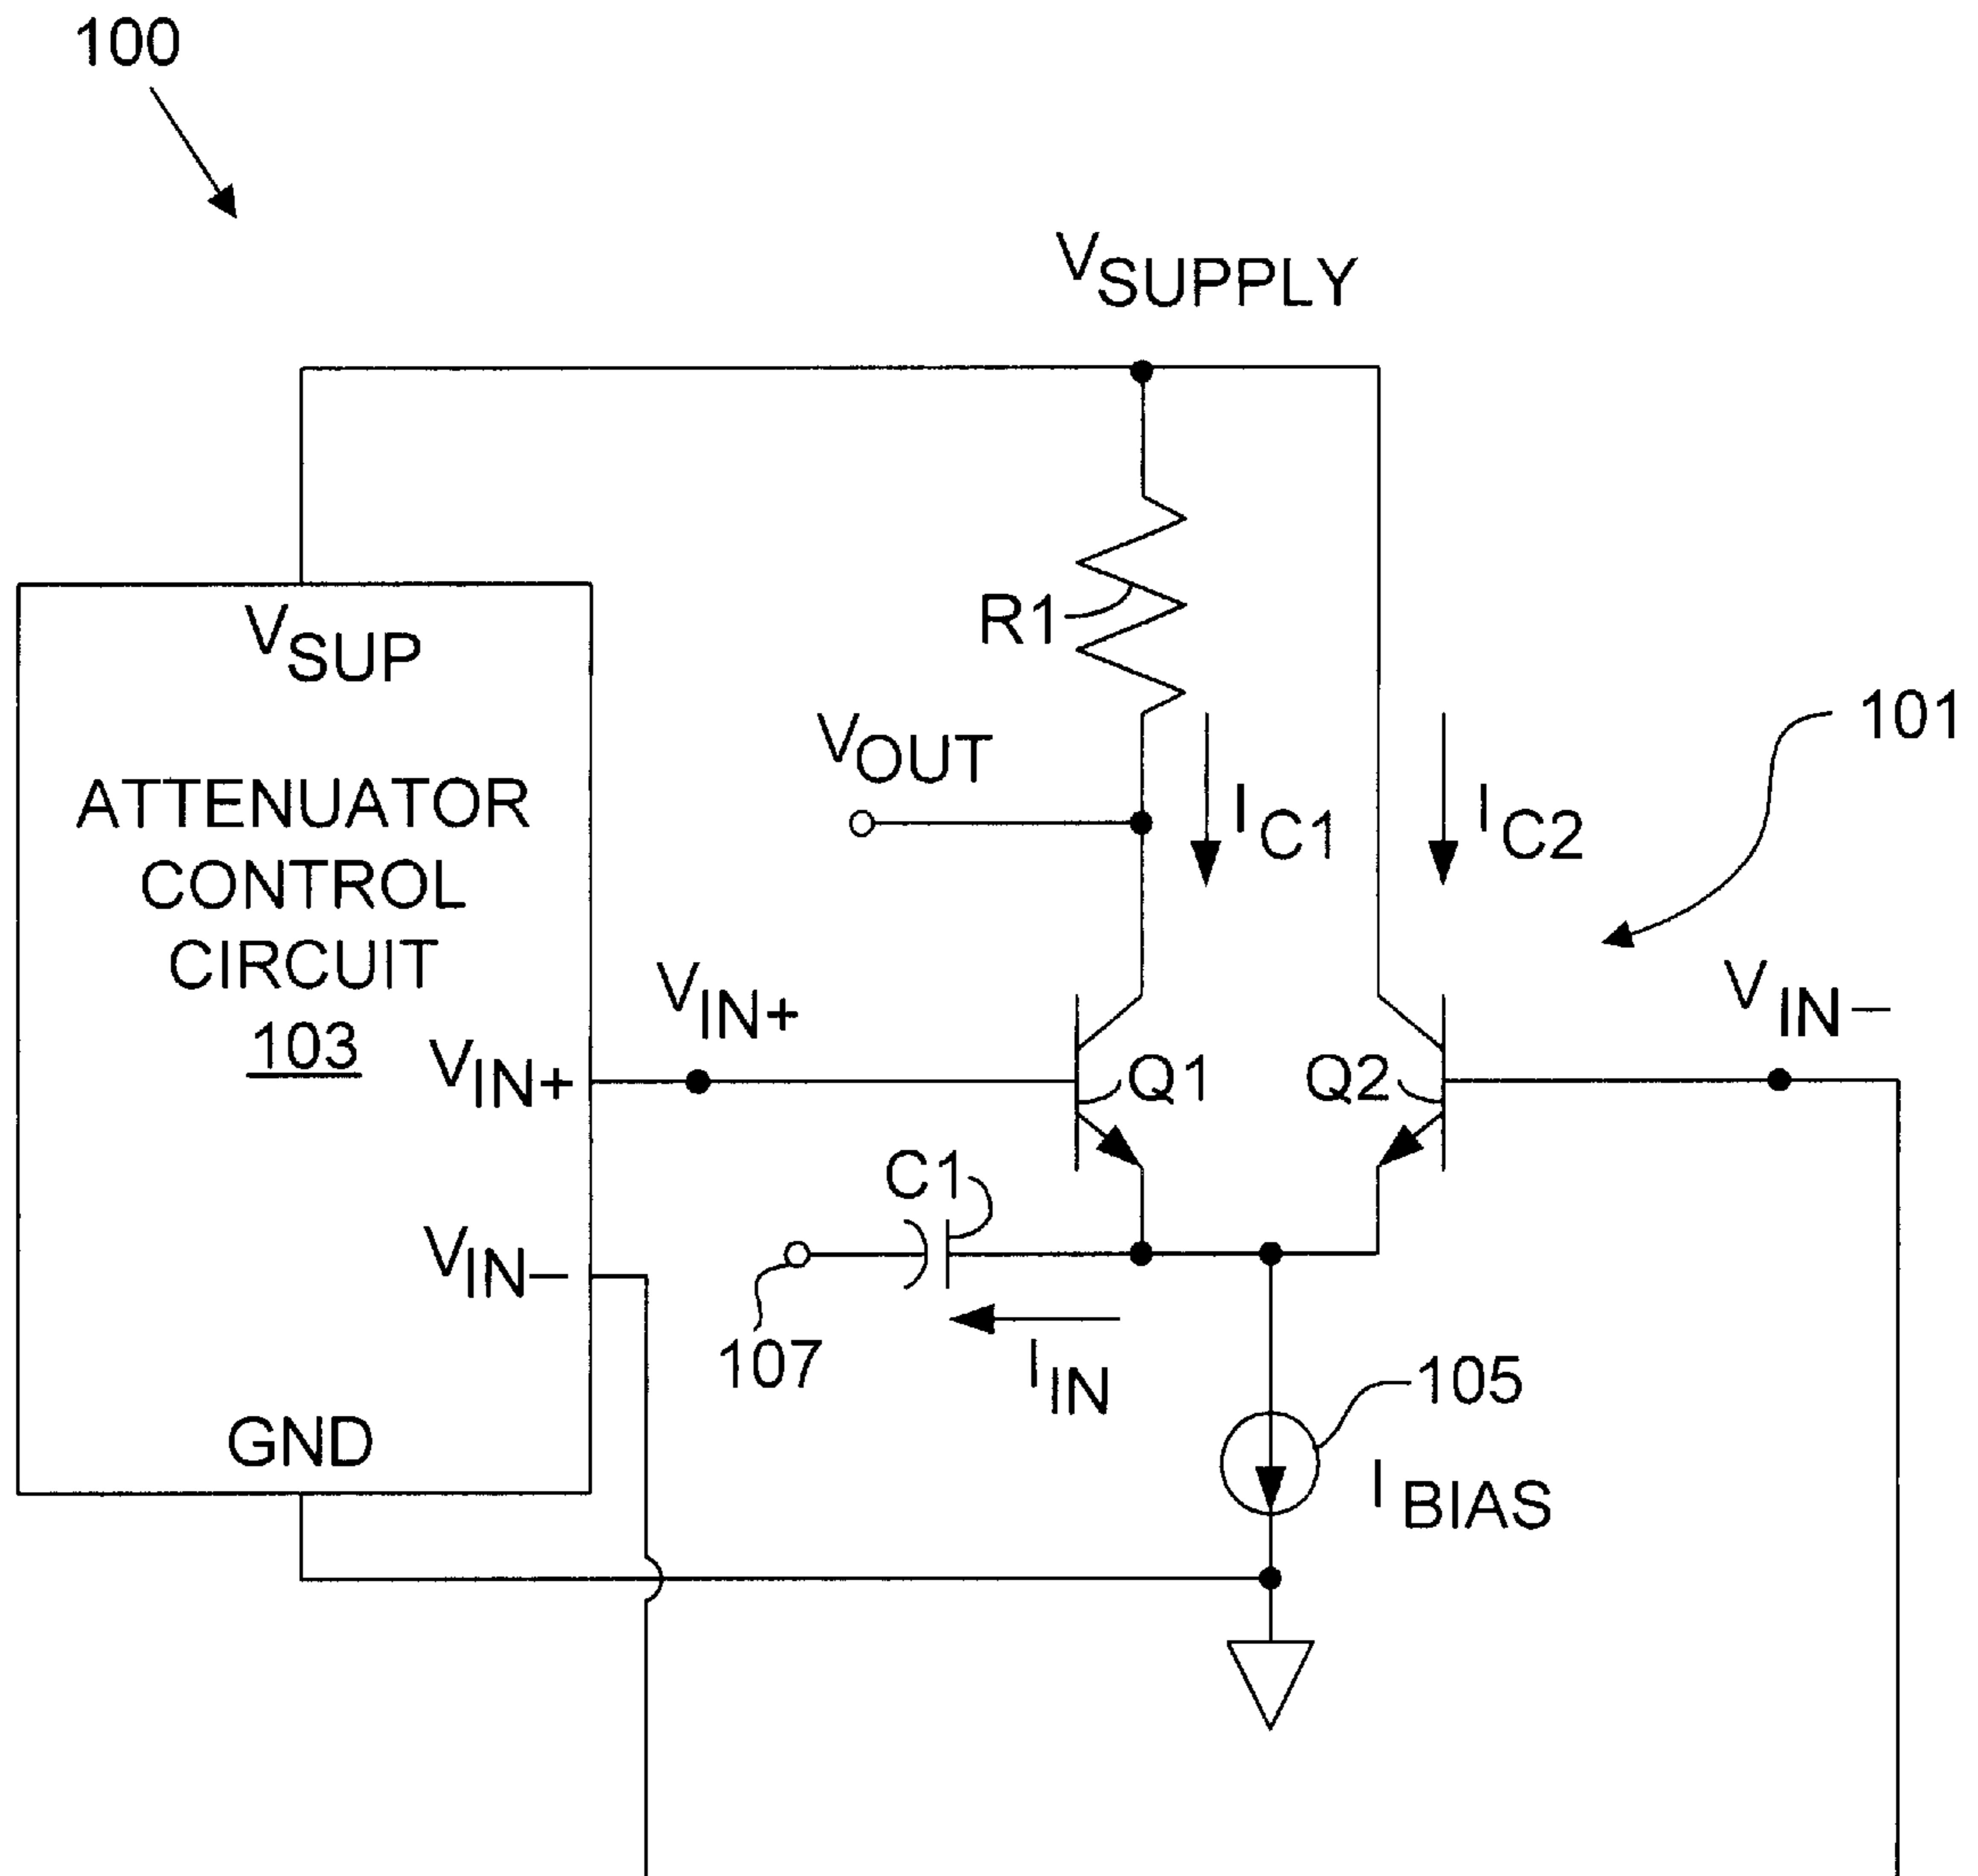 100
VSUPPLY
VSUP
R1
101
VOUT
ATTENUATOR
CONTROL
CIRCUIT
103
IC1
IC2
VIN+
VIN+
VIN−
Q1
Q2
C1
VIN−
107
IIN
105
GND
IBIAS